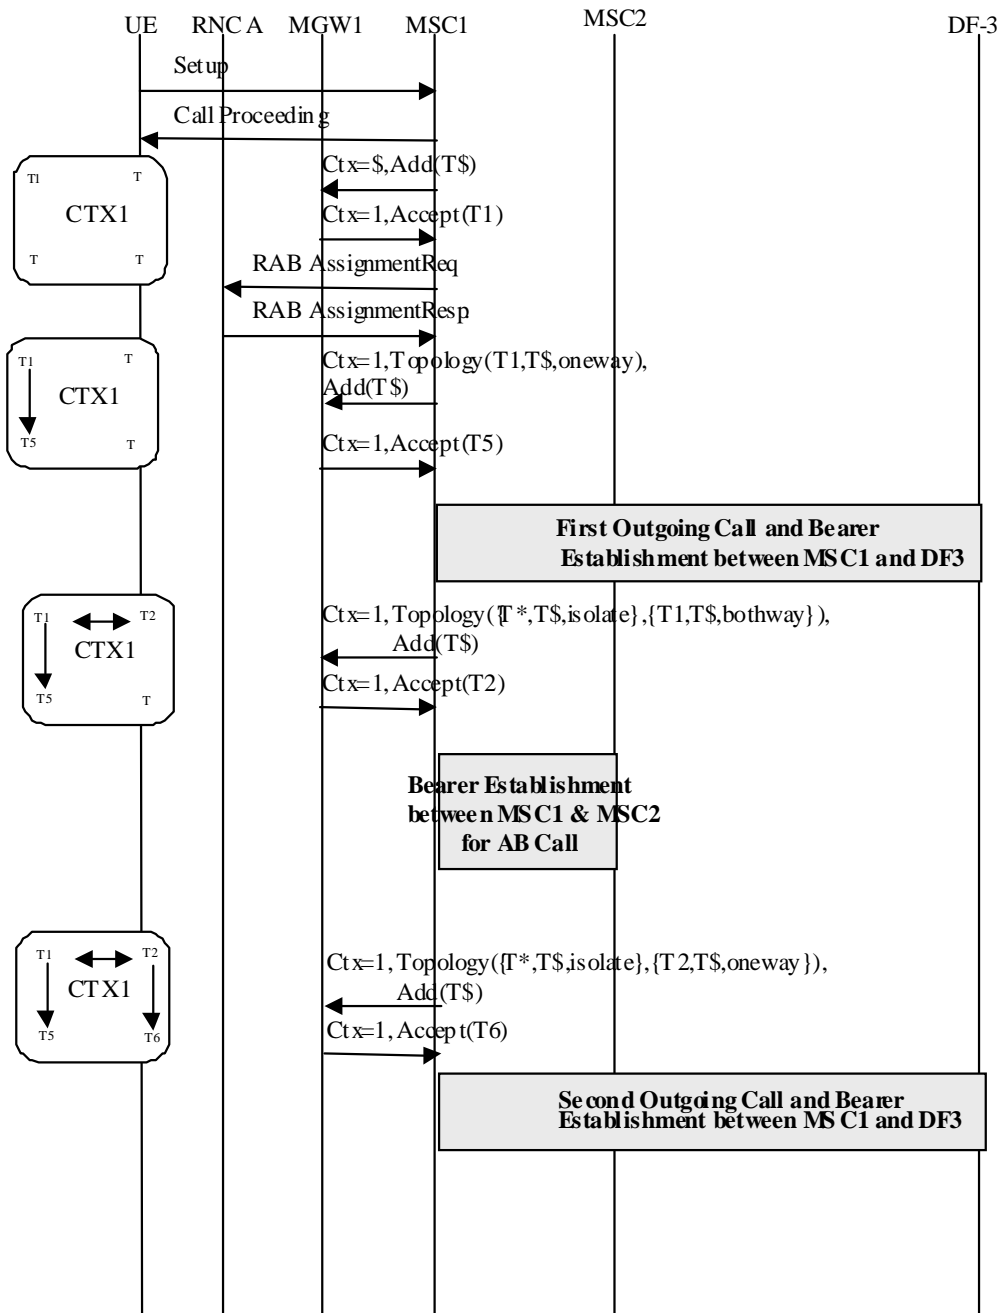 UE RNC A MGW1 MSC1 MSC2 DF-3
Setup
Call Proceeding
Ctx=$,Add(T$)
T1 T
CTX1
T T
Ctx=1,Accept(T1)
RAB AssignmentReq
RAB AssignmentResp
Ctx=1,Topology(T1,T$,oneway),
Add(T$)
T1 T
CTX1
T5 T
Ctx=1,Accept(T5)
First Outgoing Call and Bearer
Establishment between MSC1 and DF3
Ctx=1,Topology({T*,T$,isolate},{T1,T$,bothway}),
Add(T$)
T1 T2
CTX1
T5 T
Ctx=1,Accept(T2)
Bearer Establishment
between MSC1 & MSC2
for AB Call
T1 T2
CTX1
T5 T6
Ctx=1,Topology({T*,T$,isolate},{T2,T$,oneway}),
Add(T$)
Ctx=1,Accept(T6)
Second Outgoing Call and Bearer
Establishment between MSC1 and DF3